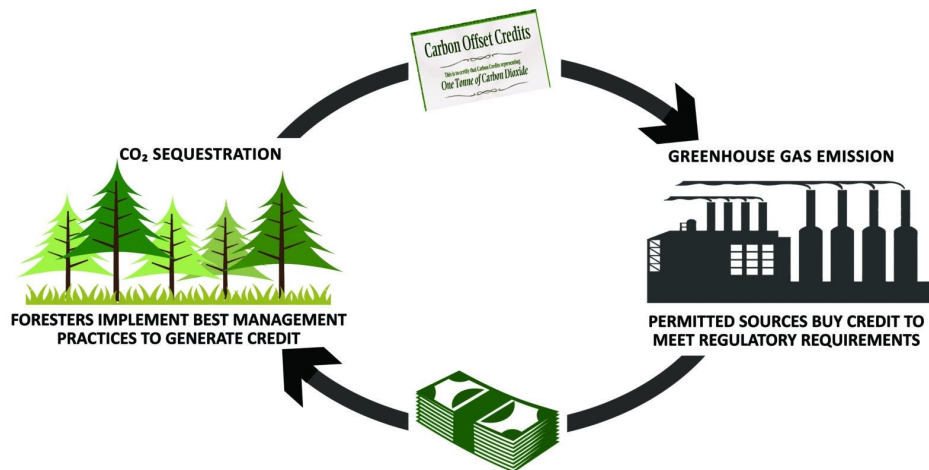 Carbon Offset Credits
This is to certify that Carbon Credits representing
One Tonne of Carbon Dioxide
CO₂ SEQUESTRATION
GREENHOUSE GAS EMISSION
FORESTERS IMPLEMENT BEST MANAGEMENT
PRACTICES TO GENERATE CREDIT
PERMITTED SOURCES BUY CREDIT TO
MEET REGULATORY REQUIREMENTS